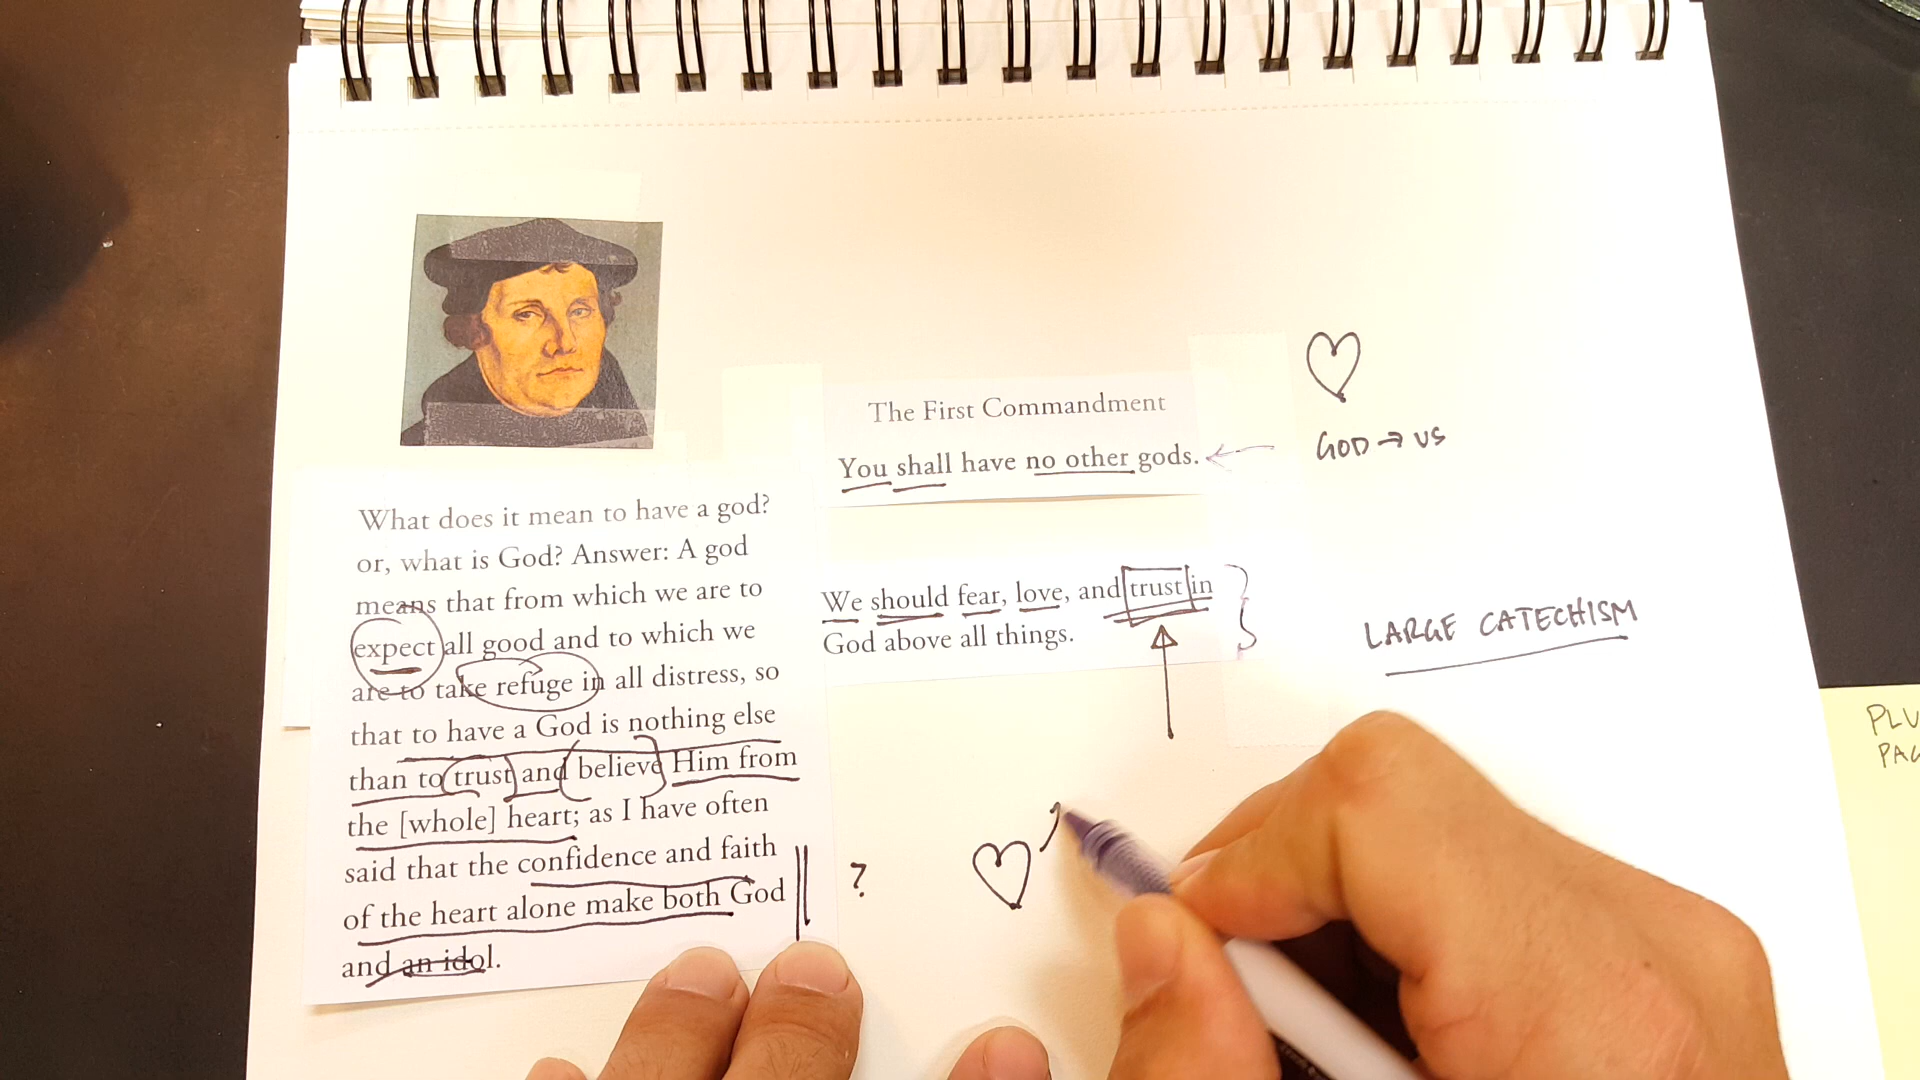 The First Commandment
You shall have no other gods.
GOD → US
What does it mean to have a god?
or, what is God? Answer: A god
means that from which we are to
expect all good and to which we
are to take refuge in all distress, so
that to have a God is nothing else
than to trust and believe Him from
the [whole] heart; as I have often
said that the confidence and faith
of the heart alone make both God
and an idol.
We should fear, love, and trust in
God above all things.
LARGE CATECHISM
?